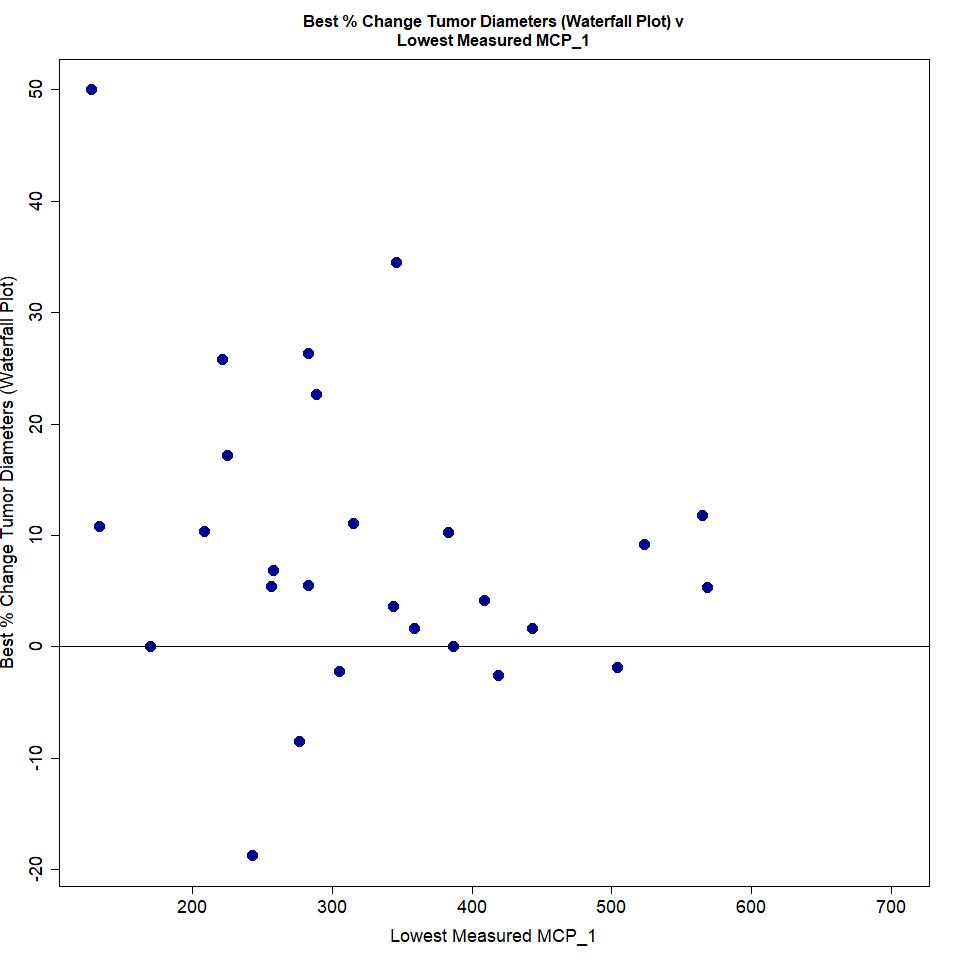 Best % Change Tumor Diameters (Waterfall Plot) v
Lowest Measured MCP_1
Best % Change Tumor Diameters (Waterfall Plot)
50
40
30
20
10
0
-10
-20
200 300 400 500 600 700
Lowest Measured MCP_1